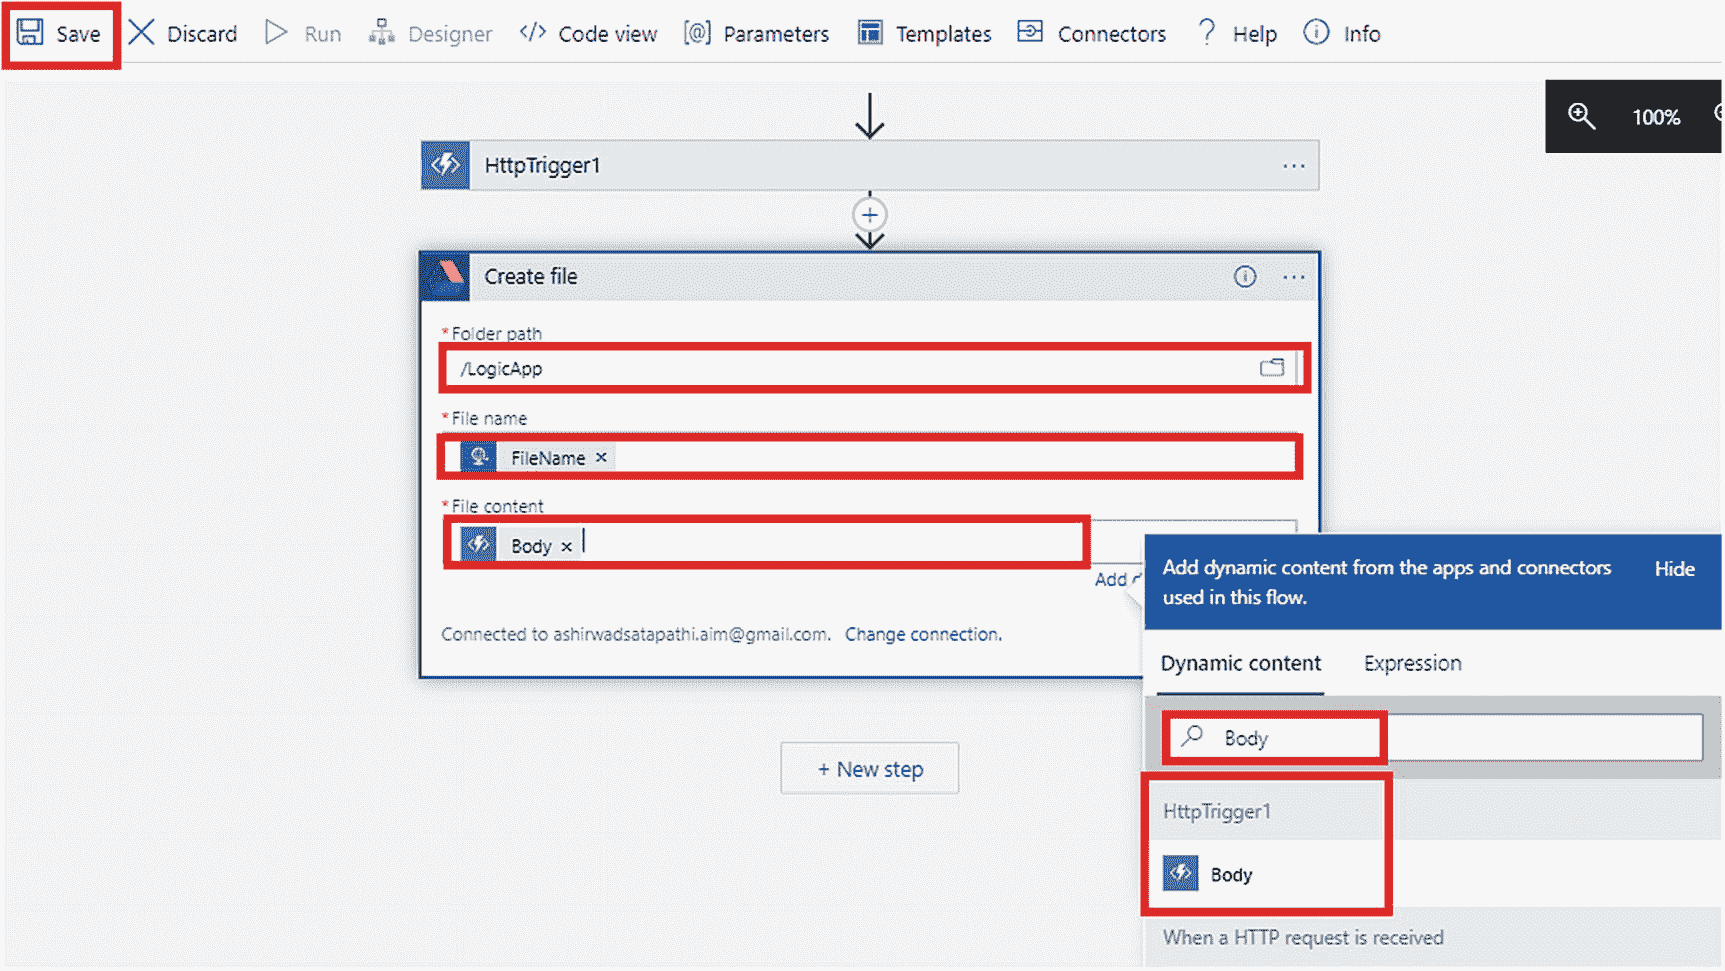 Save Discard Run Designer </> Code view [@] Parameters Templates Connectors ? Help Info
100%
HttpTrigger1 ...
Create file ...
*Folder path
/LogicApp
*File name
FileName ×
*File content
Body ×
Add
Add dynamic content from the apps and connectors
used in this flow.
Hide
Connected to ashirwadsatapathi.aim@gmail.com. Change connection.
Dynamic content Expression
Body
+ New step
HttpTrigger1
Body
When a HTTP request is received